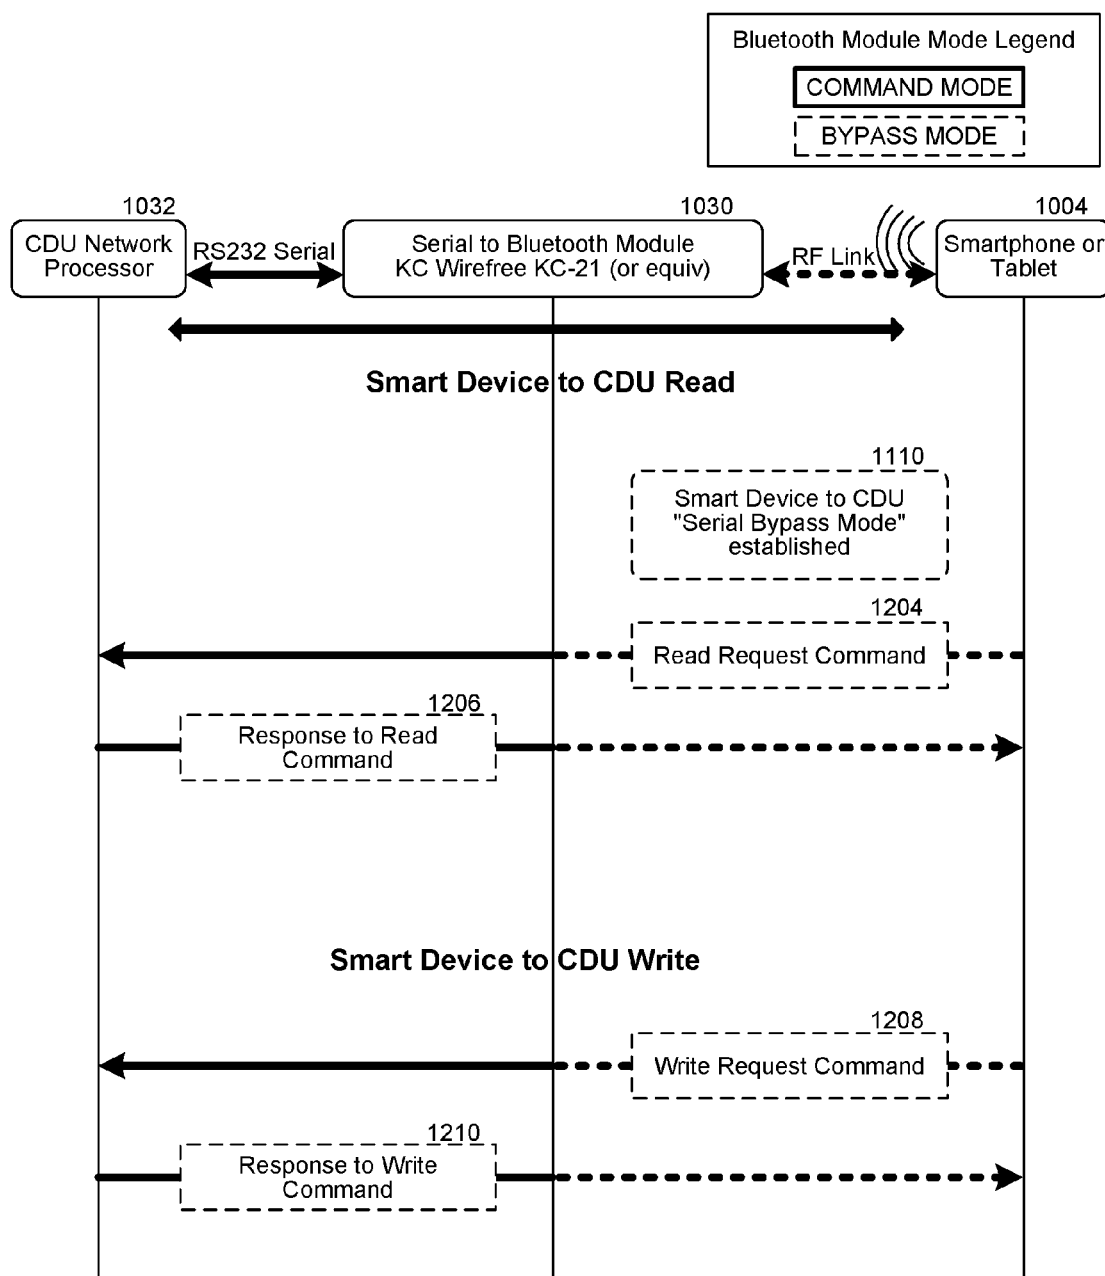 Bluetooth Module Mode Legend
COMMAND MODE
BYPASS MODE
1032
1030
1004
CDU Network
Processor
RS232 Serial
Serial to Bluetooth Module
KC Wirefree KC-21 (or equiv)
RF Link
Smartphone or
Tablet
Smart Device to CDU Read
1110
Smart Device to CDU
"Serial Bypass Mode"
established
1204
Read Request Command
1206
Response to Read
Command
Smart Device to CDU Write
1208
Write Request Command
1210
Response to Write
Command